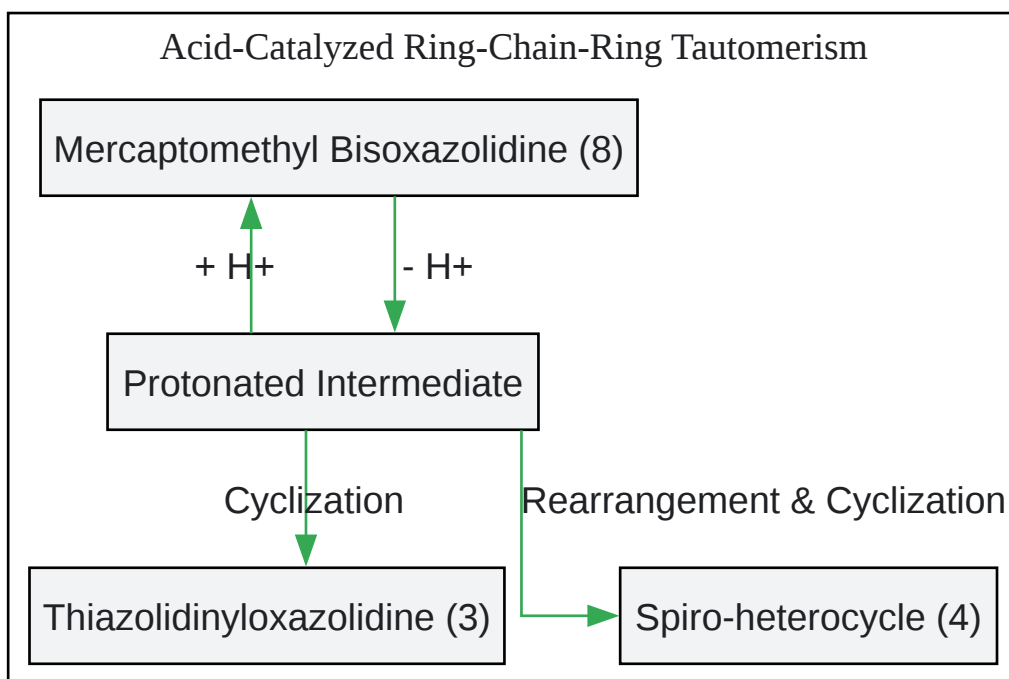 Acid-Catalyzed Ring-Chain-Ring Tautomerism
Mercaptomethyl Bisoxazolidine (8)
+ H+
- H+
Protonated Intermediate
Cyclization
Rearrangement & Cyclization
Thiazolidinyloxazolidine (3)
Spiro-heterocycle (4)